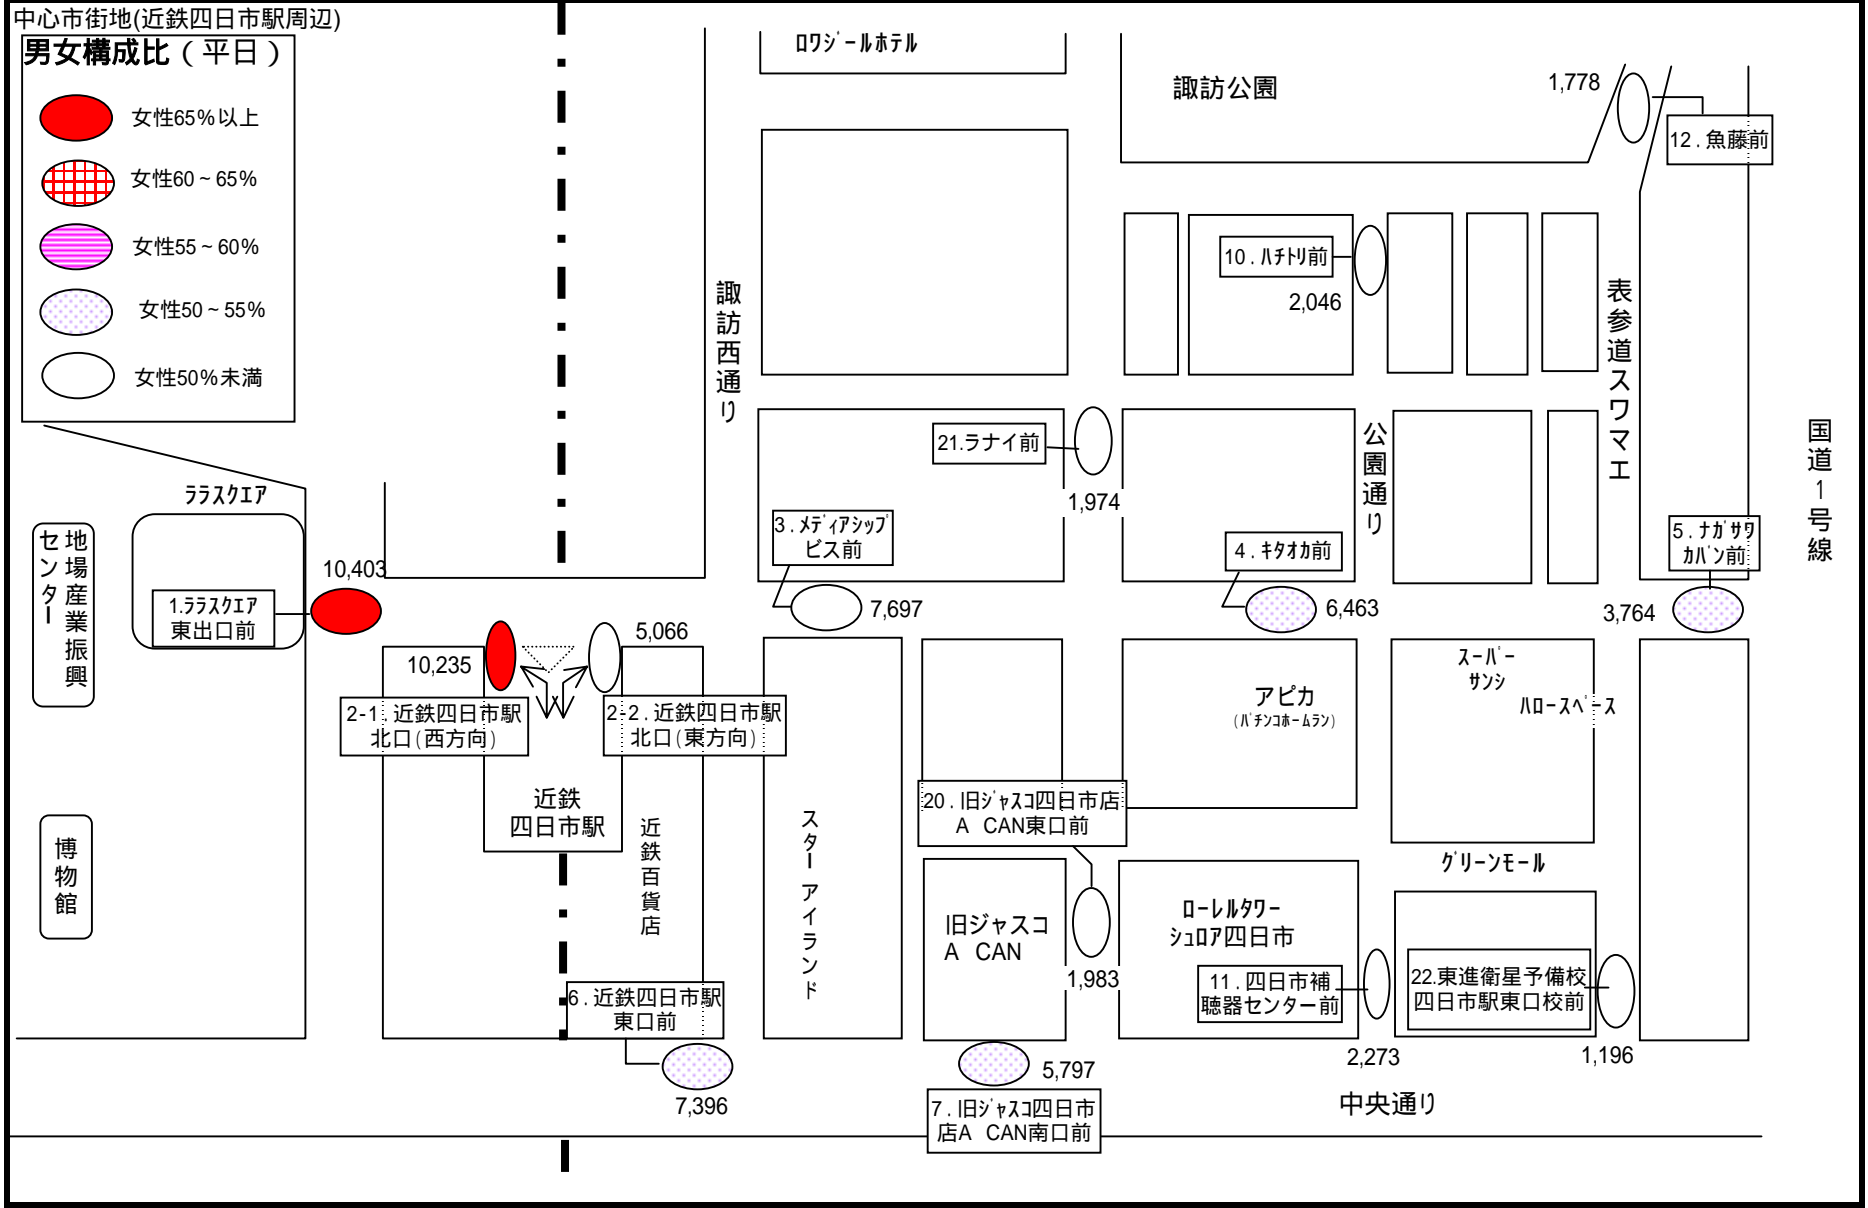 中心市街地(近鉄四日市駅周辺)
男女構成比（平日）
女性65%以上
女性60～65%
女性55～60%
女性50～55%
女性50%未満
ﾛﾜｼﾞｰﾙホテル
諏訪公園
1,778
12．魚藤前
10．ﾊﾁﾄﾘ前
2,046
諏訪西通り
表参道スワマエ
国道1号線
公園通り
21.ラナイ前
1,974
ﾗﾗｽｸｴｱ
地場産業振興
センター
10,403
1.ﾗﾗｽｸｴｱ
東出口前
3．ﾒﾃﾞｨｱｼｯﾌﾟ
ビス前
7,697
4．ｷﾀｵｶ前
6,463
5．ﾅｶﾞｻﾜ
ｶﾊﾞﾝ前
3,764
10,235
5,066
2-1．近鉄四日市駅
北口(西方向)
2-2．近鉄四日市駅
北口(東方向)
アピカ
(ﾊﾟﾁﾝｺﾎｰﾑﾗﾝ)
ｽｰﾊﾟｰ
ｻﾝｼ
ﾊﾛｰｽﾍﾟｰｽ
近鉄
四日市駅
近鉄百貨店
スター アイランド
20．旧ｼﾞｬｽｺ四日市店
A CAN東口前
博物館
ｸﾞﾘｰﾝﾓｰﾙ
旧ジャスコ
A CAN
1,983
ﾛｰﾚﾙﾀﾜｰ
ｼｭﾛｱ四日市
11．四日市補
聴器センター前
22.東進衛星予備校
四日市駅東口校前
6．近鉄四日市駅
東口前
7,396
5,797
2,273
1,196
7．旧ｼﾞｬｽｺ四日市
店A CAN南口前
中央通り